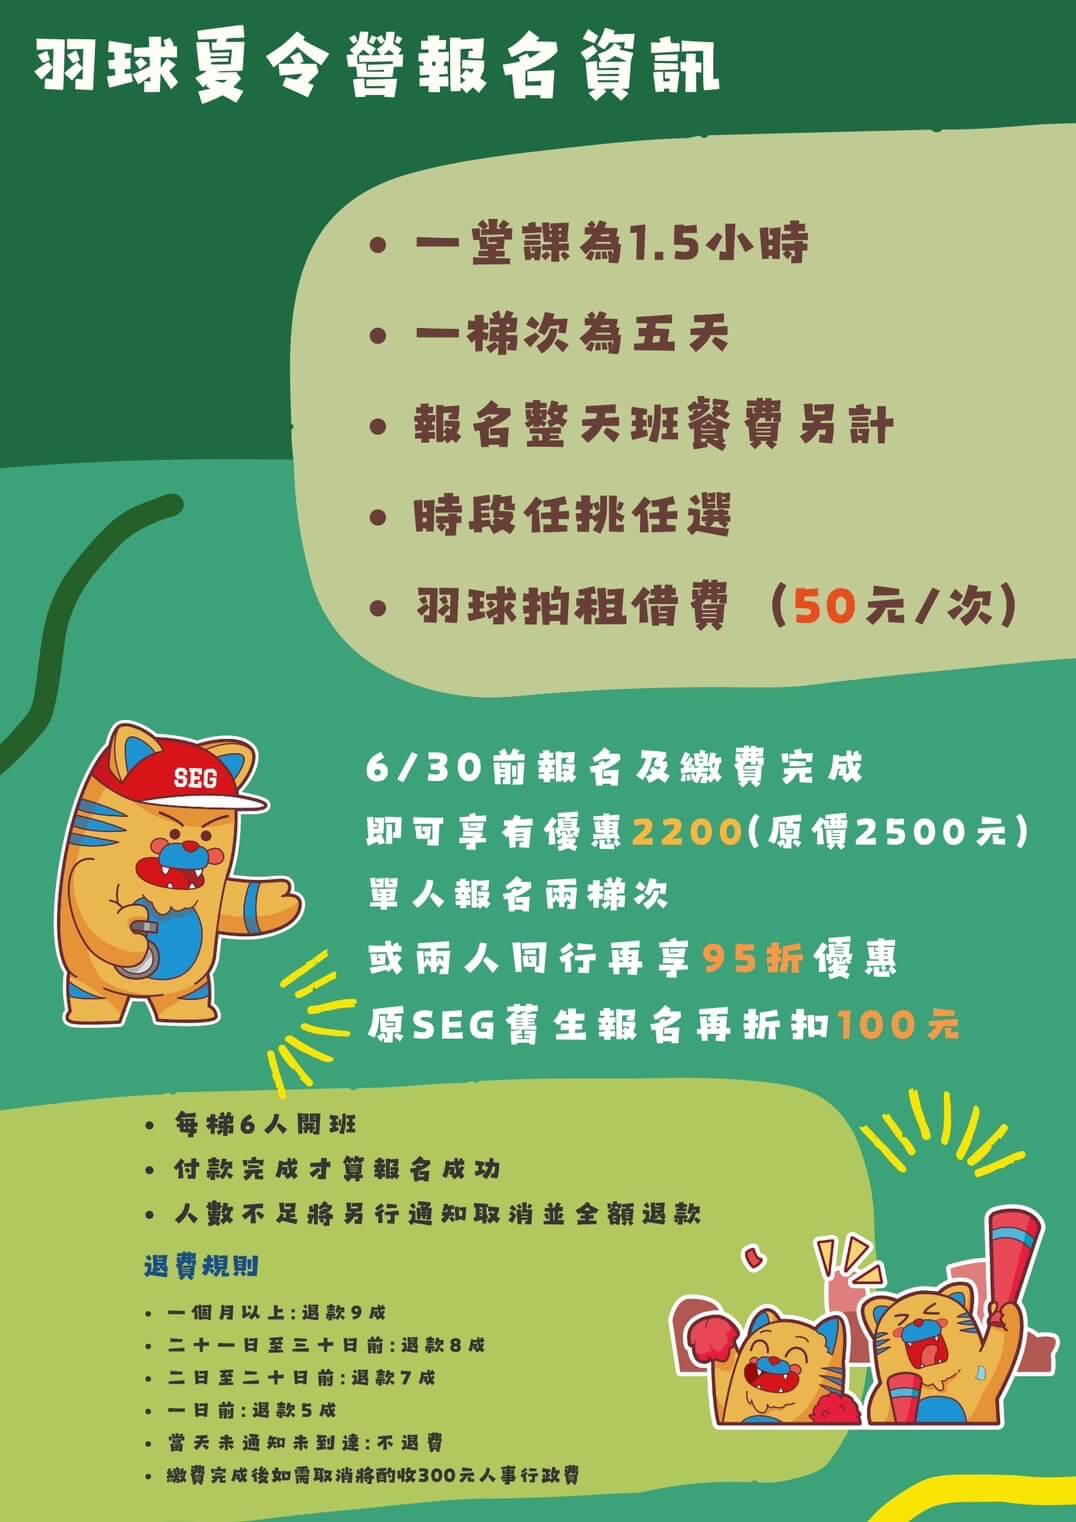 羽球夏令營報名資訊
• 一堂課為1.5小時
• 一梯次為五天
• 報名整天班餐費另計
• 時段任挑任選
• 羽球拍租借費（50元/次）
SEG
6/30前報名及繳費完成
即可享有優惠2200(原價2500元)
單人報名兩梯次
或兩人同行再享95折優惠
原SEG舊生報名再折扣100元
• 每梯6人開班
• 付款完成才算報名成功
• 人數不足將另行通知取消並全額退款
退費規則
• 一個月以上:退款9成
• 二十一日至三十日前:退款8成
• 二日至二十日前:退款7成
• 一日前:退款5成
• 當天未通知未到達:不退費
• 繳費完成後如需取消將酌收300元人事行政費